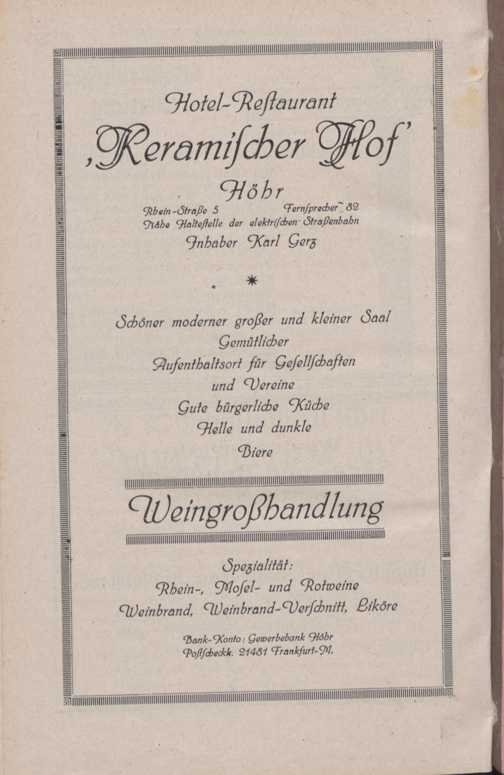 Hotel-Reſtaurant
‚Keramiſcher Hof’
Höhr
Rhein-Straße 5 Fernſprecher 82
Nähe Halteſtelle der elektriſchen Straßenbahn
Inhaber Karl Gerz
*
Schöner moderner großer und kleiner Saal
Gemütlicher
Aufenthaltsort für Geſellſchaften
und Vereine
Gute bürgerliche Küche
Helle und dunkle
Biere
Weingroßhandlung
Spezialität:
Rhein-, Moſel- und Rotweine
Weinbrand, Weinbrand-Verſchnitt, Liköre
Bank-Konto: Gewerbebank Höhr
Poſtſcheckk. 21481 Frankfurt-M.